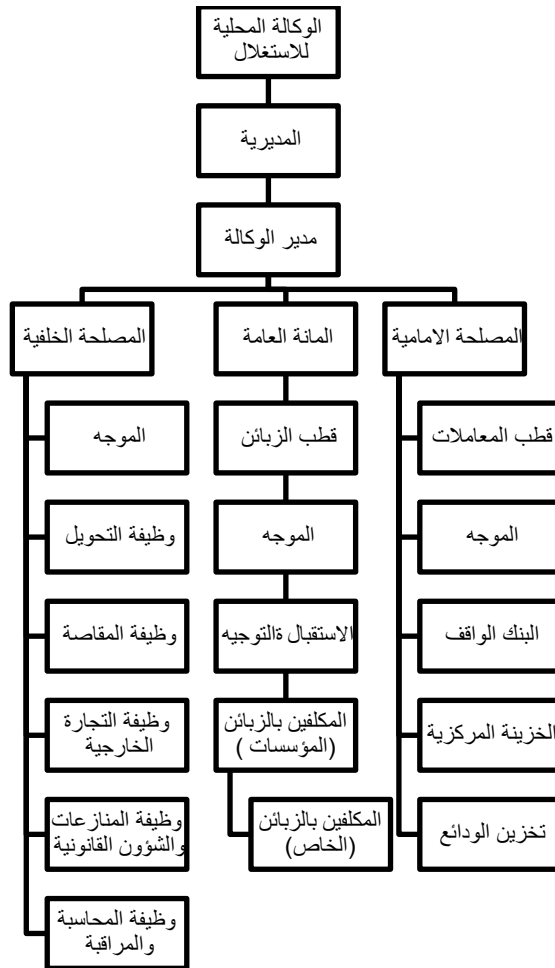 الوكالة المحلية
للاستغلال
المديرية
مدير الوكالة
المصلحة الامامية
المانة العامة
المصلحة الخلفية
قطب المعاملات
قطب الزبائن
الموجه
الموجه
الموجه
وظيفة التحويل
البنك الواقف
الاستقبال ةالتوجيه
وظيفة المقاصة
الخزينة المركزية
المكلفين بالزبائن
(المؤسسات )
وظيفة التجارة
الخارجية
تخزين الودائع
المكلفين بالزبائن
(الخاص)
وظيفة المنازعات
والشؤون القانونية
وظيفة المحاسبة
والمراقبة